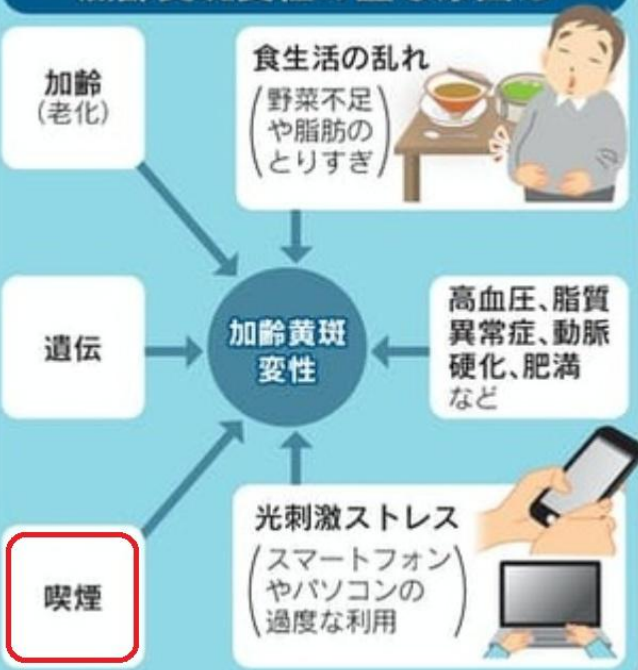 加齢
(老化)
食生活の乱れ
(野菜不足
や脂肪の
とりすぎ)
遺伝
加齢黄斑
変性
高血圧、脂質
異常症、動脈
硬化、肥満
など
喫煙
光刺激ストレス
(スマートフォン
やパソコンの
過度な利用)